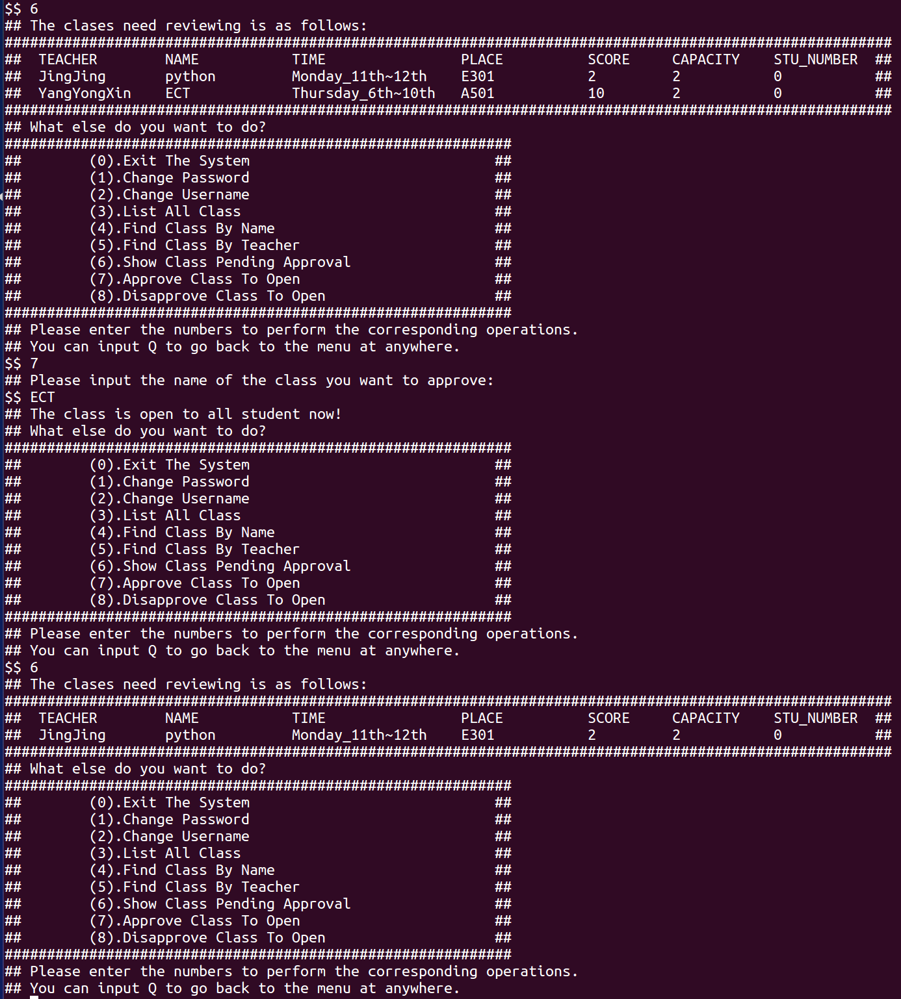 $$ 6
## The clases need reviewing is as follows:
#########################################################################################################
##  TEACHER        NAME           TIME                PLACE          SCORE     CAPACITY    STU_NUMBER  ##
##  JingJing       python         Monday_11th~12th    E301           2         2           0           ##
##  YangYongXin    ECT            Thursday_6th~10th   A501           10        2           0           ##
#########################################################################################################
## What else do you want to do?
############################################################
##        (0).Exit The System                             ##
##        (1).Change Password                             ##
##        (2).Change Username                             ##
##        (3).List All Class                              ##
##        (4).Find Class By Name                          ##
##        (5).Find Class By Teacher                       ##
##        (6).Show Class Pending Approval                 ##
##        (7).Approve Class To Open                       ##
##        (8).Disapprove Class To Open                    ##
############################################################
## Please enter the numbers to perform the corresponding operations.
## You can input Q to go back to the menu at anywhere.
$$ 7
## Please input the name of the class you want to approve:
$$ ECT
## The class is open to all student now!
## What else do you want to do?
############################################################
##        (0).Exit The System                             ##
##        (1).Change Password                             ##
##        (2).Change Username                             ##
##        (3).List All Class                              ##
##        (4).Find Class By Name                          ##
##        (5).Find Class By Teacher                       ##
##        (6).Show Class Pending Approval                 ##
##        (7).Approve Class To Open                       ##
##        (8).Disapprove Class To Open                    ##
############################################################
## Please enter the numbers to perform the corresponding operations.
## You can input Q to go back to the menu at anywhere.
$$ 6
## The clases need reviewing is as follows:
#########################################################################################################
##  TEACHER        NAME           TIME                PLACE          SCORE     CAPACITY    STU_NUMBER  ##
##  JingJing       python         Monday_11th~12th    E301           2         2           0           ##
#########################################################################################################
## What else do you want to do?
############################################################
##        (0).Exit The System                             ##
##        (1).Change Password                             ##
##        (2).Change Username                             ##
##        (3).List All Class                              ##
##        (4).Find Class By Name                          ##
##        (5).Find Class By Teacher                       ##
##        (6).Show Class Pending Approval                 ##
##        (7).Approve Class To Open                       ##
##        (8).Disapprove Class To Open                    ##
############################################################
## Please enter the numbers to perform the corresponding operations.
## You can input Q to go back to the menu at anywhere.